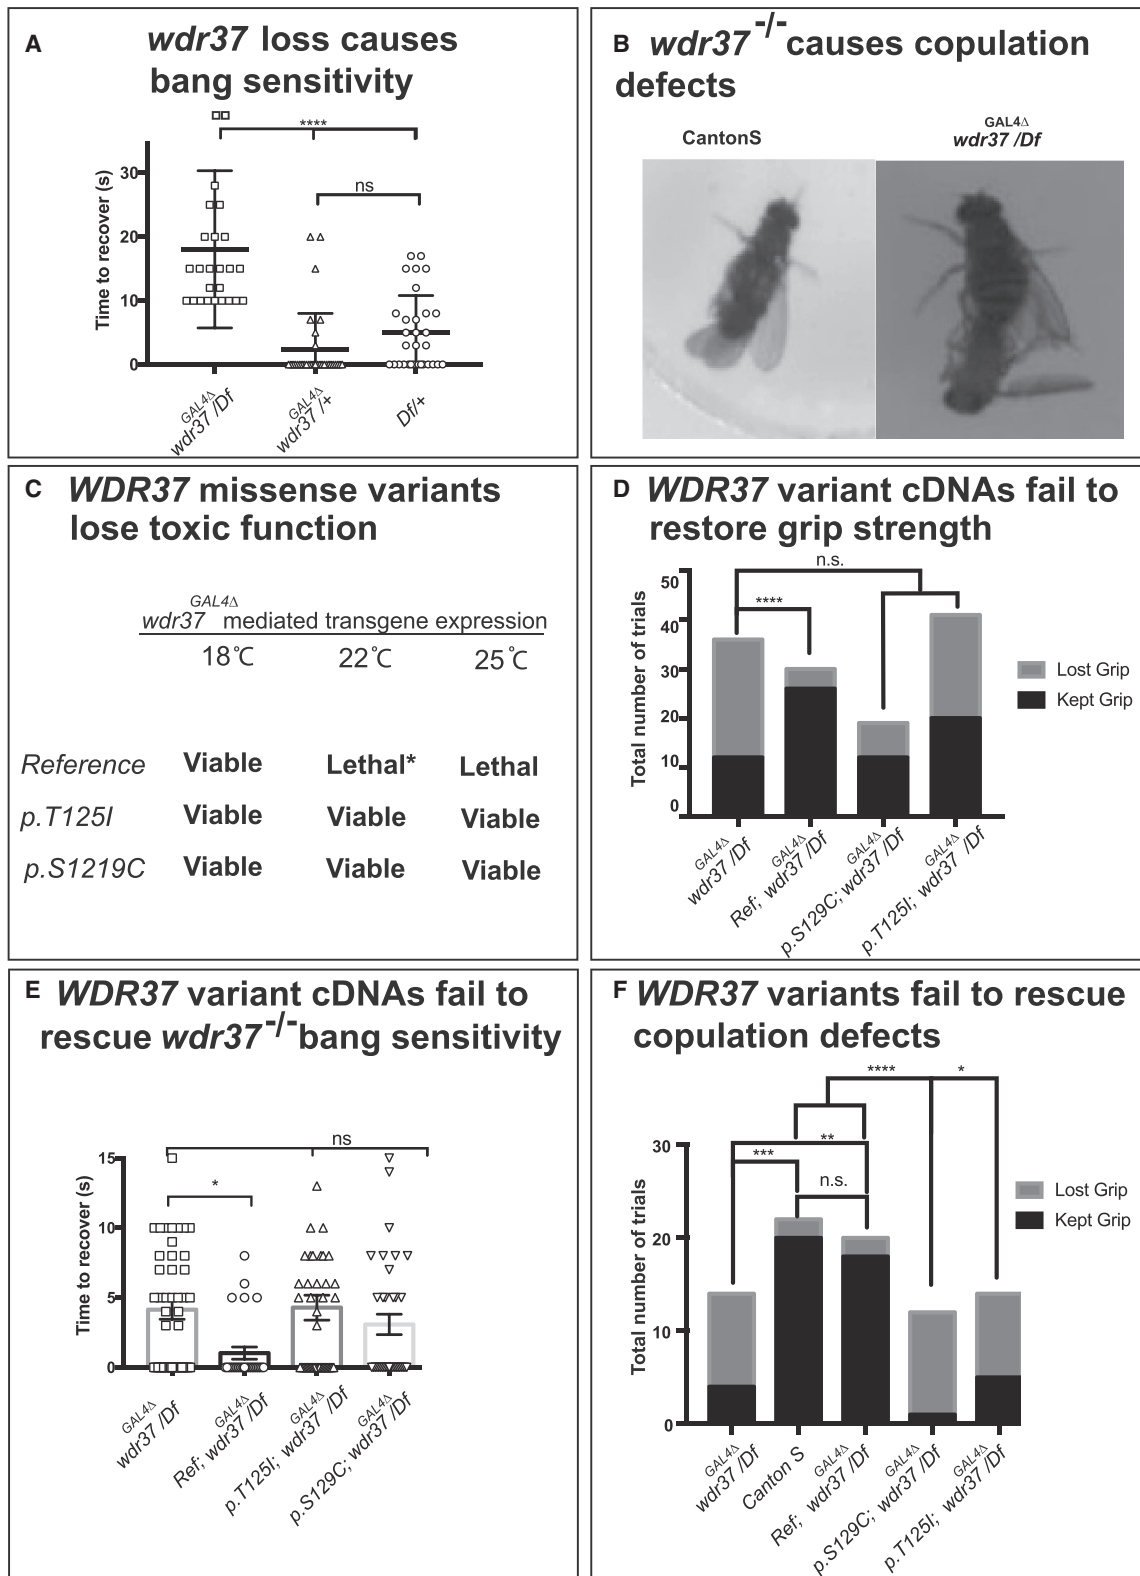 A
wdr37 loss causes
bang sensitivity
****
ns
Time to recover (s)
30
20
10
0
GAL4Δ
wdr37 /Df
GAL4Δ
wdr37 /+
Df/+
B
wdr37 -/- causes copulation
defects
CantonS
GAL4Δ
wdr37 /Df
C
WDR37 missense variants
lose toxic function
GAL4Δ
wdr37 mediated transgene expression
18℃ 22℃ 25℃
Reference Viable Lethal* Lethal
p.T125I Viable Viable Viable
p.S1219C Viable Viable Viable
D
WDR37 variant cDNAs fail to
restore grip strength
n.s.
****
Total number of trials
50
40
30
20
10
0
Lost Grip
Kept Grip
GAL4Δ
wdr37 /Df
GAL4Δ
Ref; wdr37 /Df
GAL4Δ
p.S129C; wdr37 /Df
GAL4Δ
p.T125I; wdr37 /Df
E
WDR37 variant cDNAs fail to
rescue wdr37 -/- bang sensitivity
ns
*
Time to recover (s)
15
10
5
0
GAL4Δ
wdr37 /Df
GAL4Δ
Ref; wdr37 /Df
GAL4Δ
p.T125I; wdr37 /Df
GAL4Δ
p.S129C; wdr37 /Df
F
WDR37 variants fail to rescue
copulation defects
**** *
**
***
n.s.
Total number of trials
30
20
10
0
Lost Grip
Kept Grip
GAL4Δ
wdr37 /Df
Canton S
GAL4Δ
Ref; wdr37 /Df
GAL4Δ
p.S129C; wdr37 /Df
GAL4Δ
p.T125I; wdr37 /Df